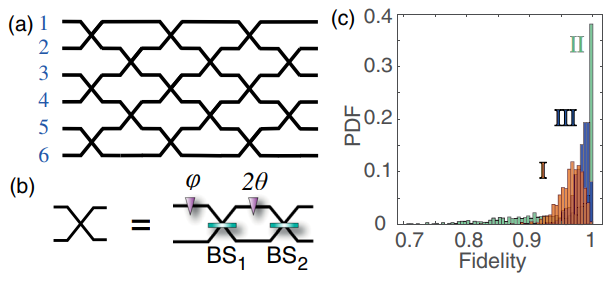 (a)
1
2
3
4
5
6
(b)
=
φ 2θ
BS1 BS2
(c)
PDF
0.4
0.3
0.2
0.1
0
0.7 0.8 0.9 1
Fidelity
I
II
III